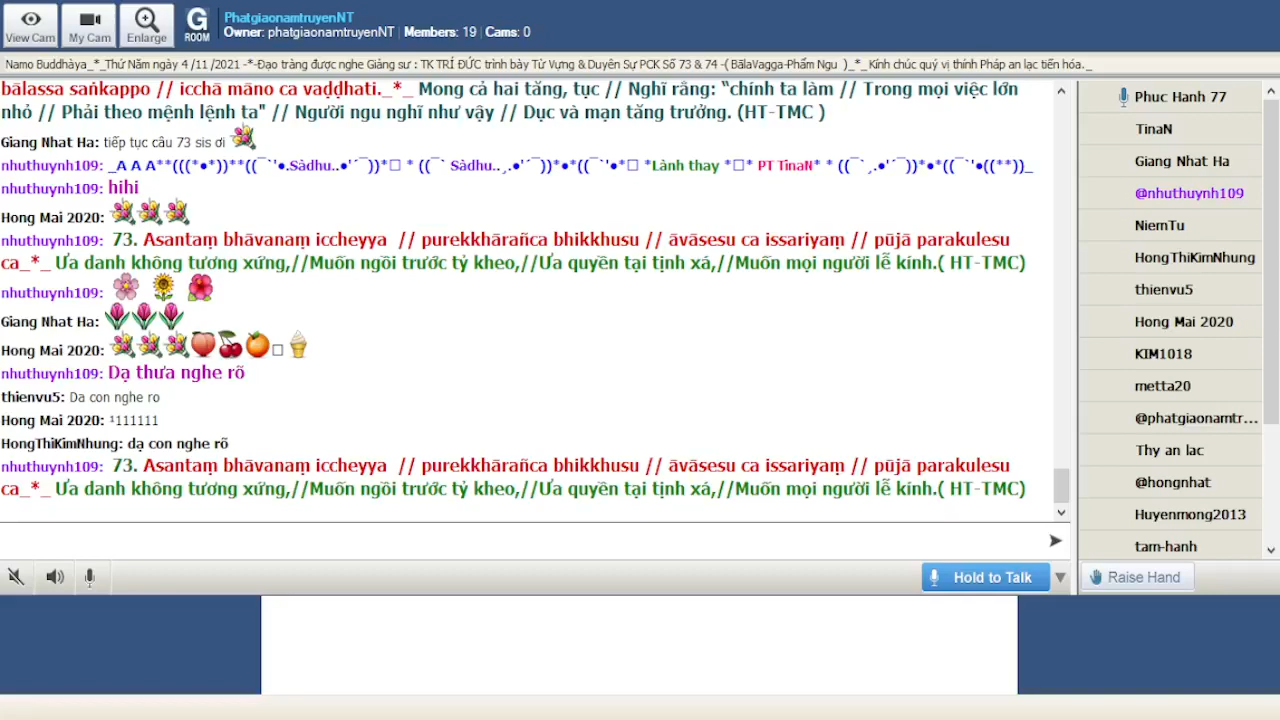 View Cam
My Cam
Enlarge
G
ROOM
PhatgiaonamtruyenNT
Owner: phatgiaonamtruyenNT | Members: 19 | Cams: 0
Namo Buddhàya_*_Thứ Năm ngày 4 /11 /2021 -*-Đạo tràng được nghe Giảng sư : TK TRÍ ĐỨC trình bày Từ Vựng & Duyên Sự PCK Số 73 & 74 -( BālaVagga-Phẩm Ngu )_*_Kính chúc quý vị thính Pháp an lạc tiến hóa._
bālassa saṅkappo // icchā māno ca vaḍḍhati._*_ Mong cả hai tăng, tục // Nghĩ rằng: “chính ta làm // Trong mọi việc lớn
nhỏ // Phải theo mệnh lệnh ta" // Người ngu nghĩ như vậy // Dục và mạn tăng trưởng. (HT-TMC )
Giang Nhat Ha: tiếp tục câu 73 sis ơi
nhuthuynh109: _A A A**(((*●*))**((¯`'●.Sàdhu..●'´¯))*□ * ((¯` Sàdhu..¸.●'´¯))*●*((¯`'●*□ *Lành thay *□* PT TinaN* * ((¯`¸.●'´¯))*●*((¯`'●((**))_
nhuthuynh109: hihi
Hong Mai 2020:
nhuthuynh109: 73. Asantaṃ bhāvanaṃ iccheyya // purekkhārañca bhikkhusu // āvāsesu ca issariyaṃ // pūjā parakulesu
ca_*_ Ưa danh không tương xứng,//Muốn ngồi trước tỷ kheo,//Ưa quyền tại tịnh xá,//Muốn mọi người lễ kính.( HT-TMC)
nhuthuynh109:
Giang Nhat Ha:
Hong Mai 2020:
nhuthuynh109: Dạ thưa nghe rõ
thienvu5: Da con nghe ro
Hong Mai 2020: ¹111111
HongThiKimNhung: dạ con nghe rõ
nhuthuynh109: 73. Asantaṃ bhāvanaṃ iccheyya // purekkhārañca bhikkhusu // āvāsesu ca issariyaṃ // pūjā parakulesu
ca_*_ Ưa danh không tương xứng,//Muốn ngồi trước tỷ kheo,//Ưa quyền tại tịnh xá,//Muốn mọi người lễ kính.( HT-TMC)
Hold to Talk
Phuc Hanh 77
TinaN
Giang Nhat Ha
@nhuthuynh109
NiemTu
HongThiKimNhung
thienvu5
Hong Mai 2020
KIM1018
metta20
@phatgiaonamtr...
Thy an lac
@hongnhat
Huyenmong2013
tam-hanh
Raise Hand